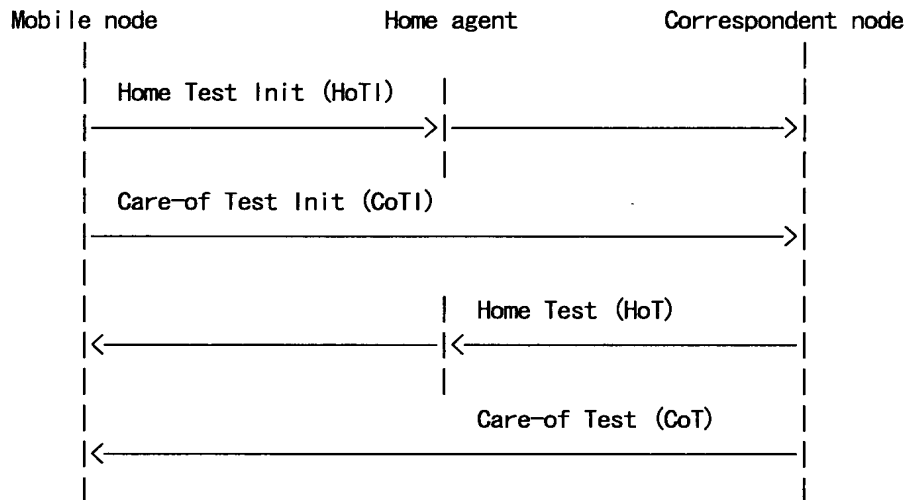 Mobile node Home agent Correspondent node
Home Test Init (HoTI)
Care-of Test Init (CoTI)
Home Test (HoT)
Care-of Test (CoT)